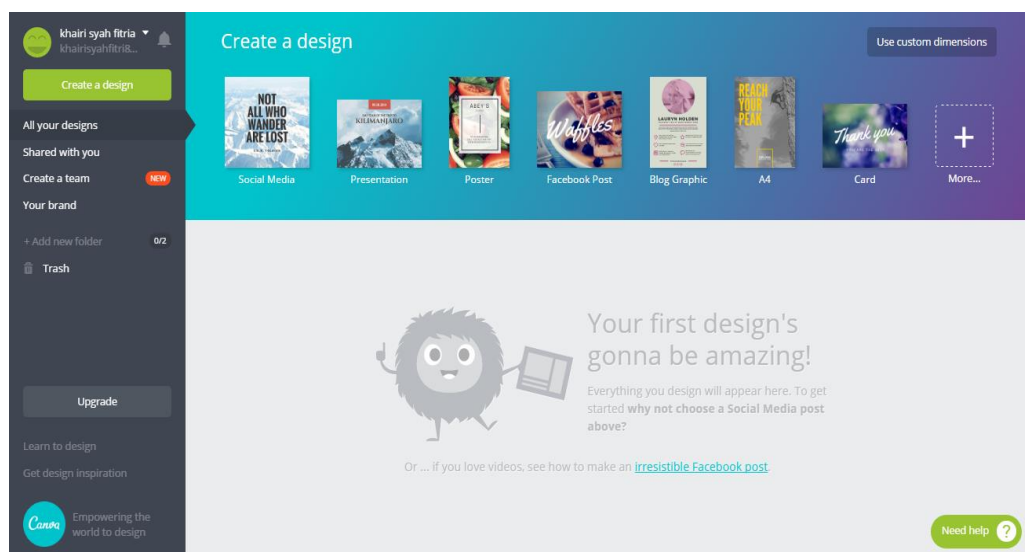 khairi syah fitria
khairisyahfitri8...
Create a design
All your designs
Shared with you
Create a team NEW
Your brand
+ Add new folder 0/2
Trash
Upgrade
Learn to design
Get design inspiration
Canva
Empowering the
world to design
Create a design
Use custom dimensions
NOT
ALL WHO
WANDER
ARE LOST
Social Media
KILIMANJARO
Presentation
ABBY'S
Poster
Waffles
Facebook Post
LAURYN HOLDEN
Blog Graphic
REACH
YOUR
PEAK
A4
Thank you
Card
+
More...
Your first design's
gonna be amazing!
Everything you design will appear here. To get
started why not choose a Social Media post
above?
Or ... if you love videos, see how to make an irresistible Facebook post.
Need help ?